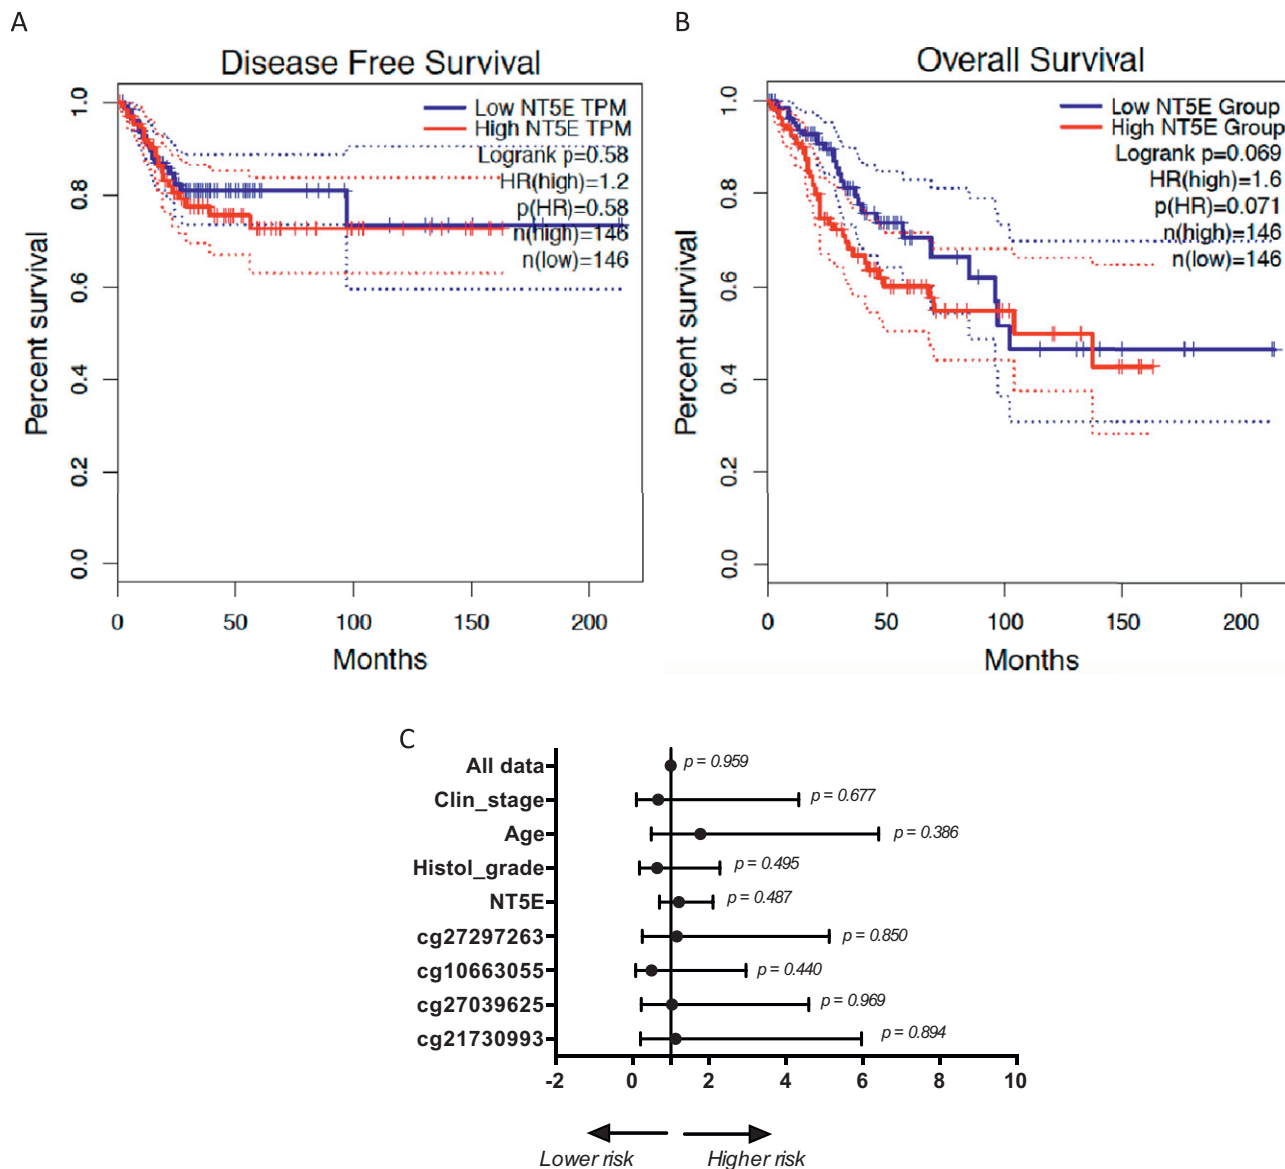 A
Disease Free Survival
Low NT5E TPM
High NT5E TPM
Logrank p=0.58
HR(high)=1.2
p(HR)=0.58
n(high)=146
n(low)=146
Percent survival
1.0
0.8
0.6
0.4
0.2
0.0
0 50 100 150 200
Months
B
Overall Survival
Low NT5E Group
High NT5E Group
Logrank p=0.069
HR(high)=1.6
p(HR)=0.071
n(high)=146
n(low)=146
Percent survival
1.0
0.8
0.6
0.4
0.2
0.0
0 50 100 150 200
Months
C
All data p = 0.959
Clin_stage p = 0.677
Age p = 0.386
Histol_grade p = 0.495
NT5E p = 0.487
cg27297263 p = 0.850
cg10663055 p = 0.440
cg27039625 p = 0.969
cg21730993 p = 0.894
-2 0 2 4 6 8 10
Lower risk Higher risk